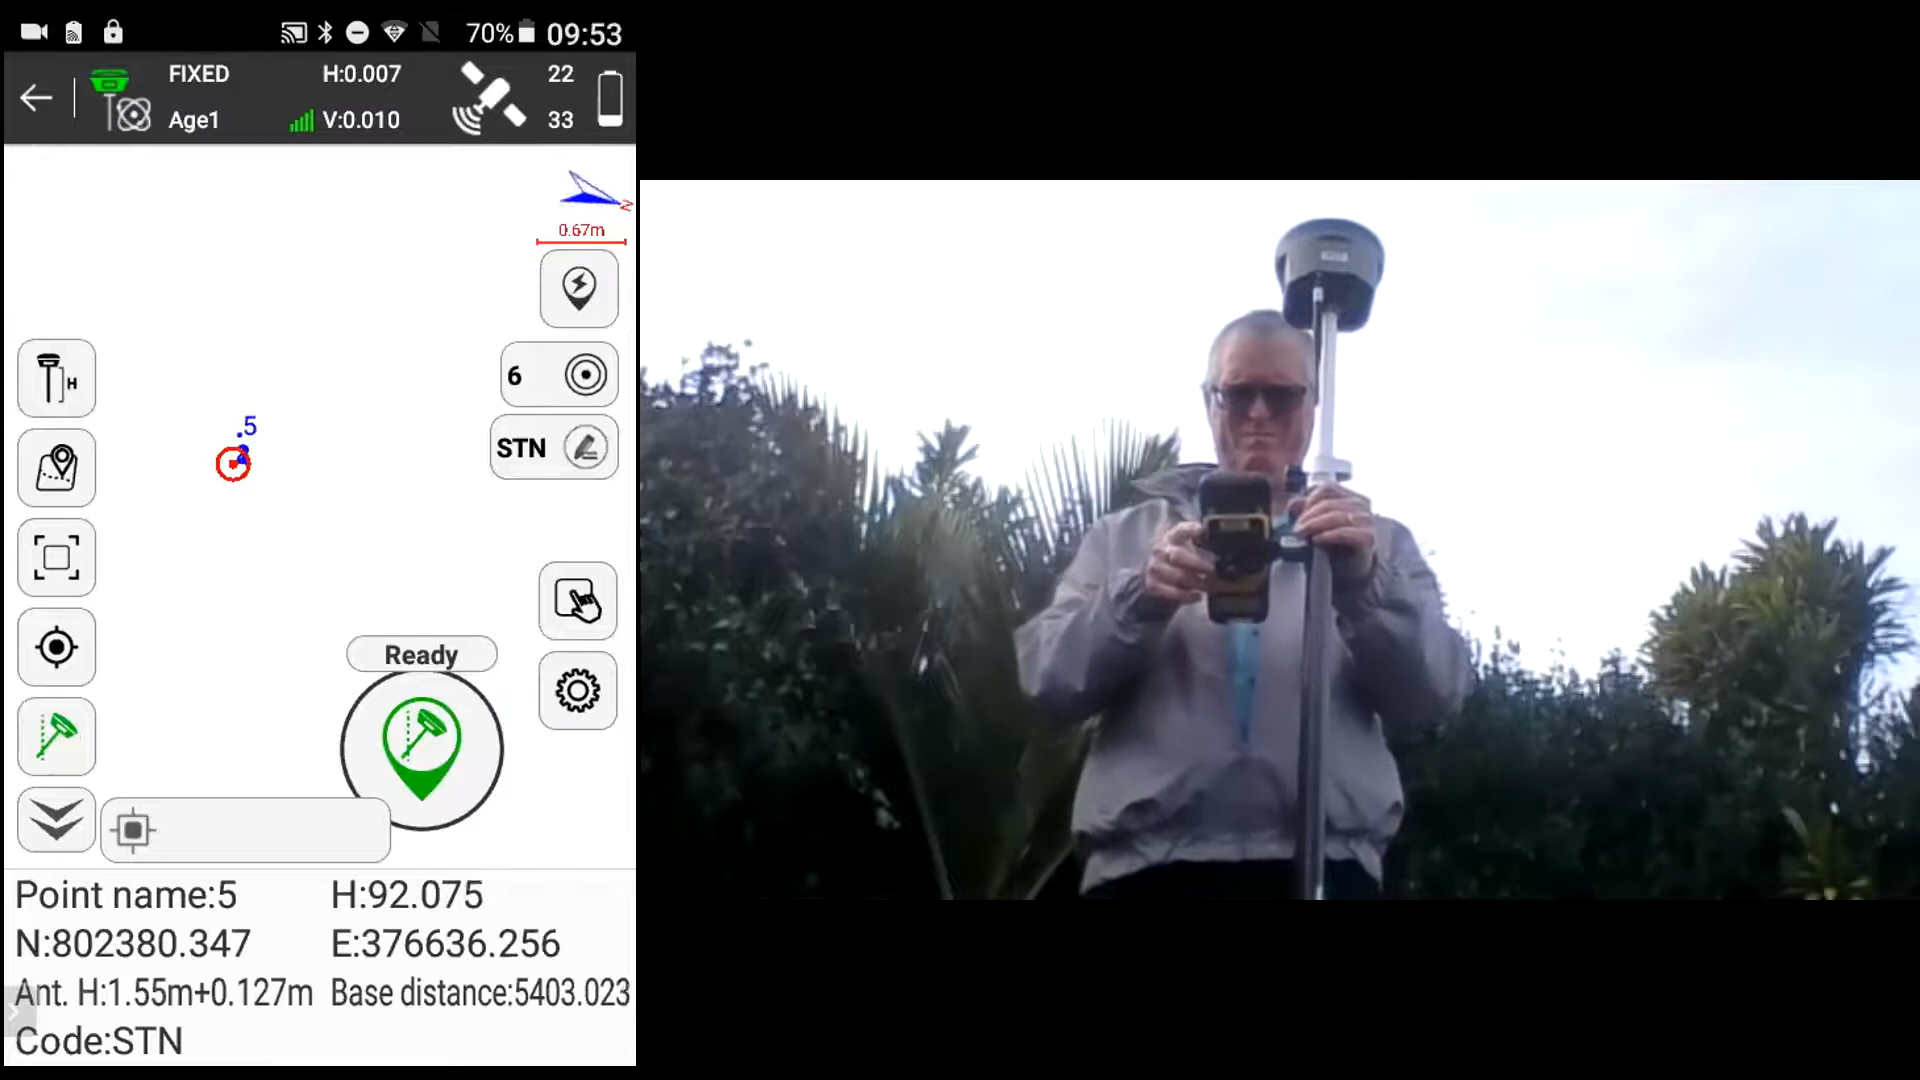 70% 09:53
FIXED H:0.007 22
Age1 V:0.010 33
N
0.67m
H
6
.5
STN
Ready
Point name:5 H:92.075
N:802380.347 E:376636.256
Ant. H:1.55m+0.127m Base distance:5403.023
Code:STN